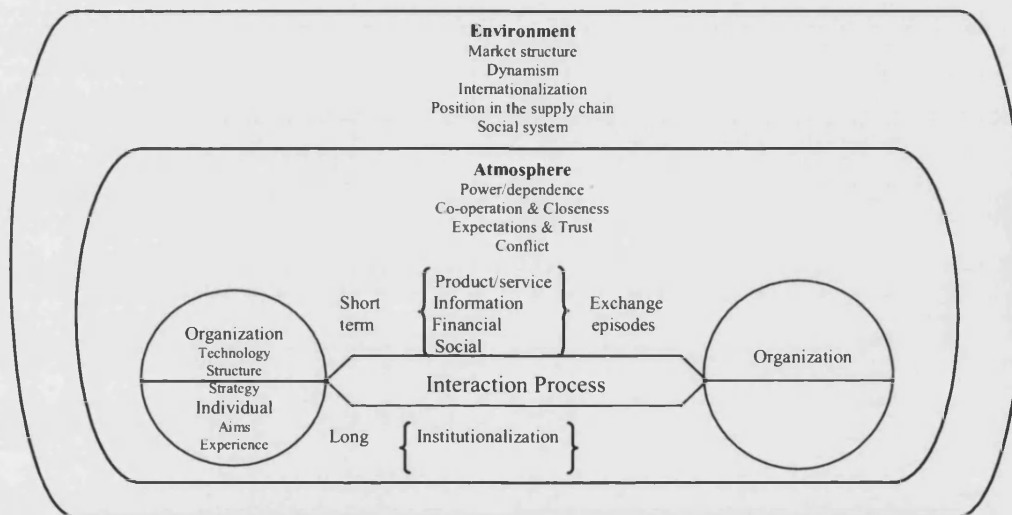 Environment
Market structure
Dynamism
Internationalization
Position in the supply chain
Social system
Atmosphere
Power/dependence
Co-operation & Closeness
Expectations & Trust
Conflict
Short
term
Product/service
Information
Financial
Social
Exchange
episodes
Organization
Technology
Structure
Strategy
Individual
Aims
Experience
Interaction Process
Organization
Long
Institutionalization